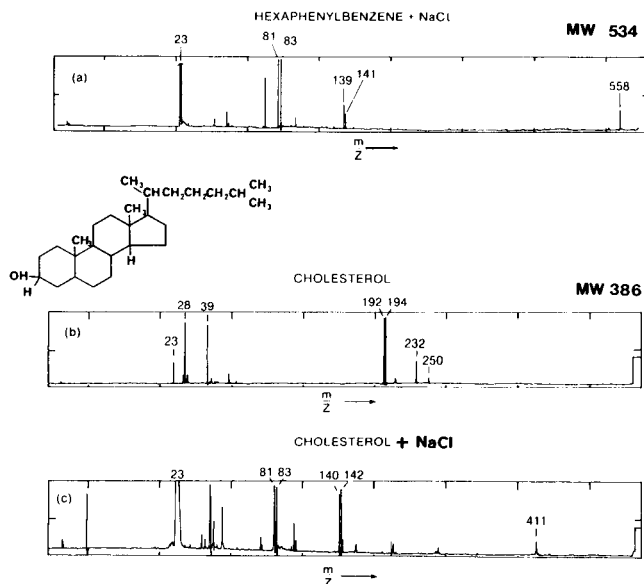 HEXAPHENYLBENZENE + NaCl
MW 534
(a)
23
81 83
139 141
558
m
Z
CH₃ CH₃
CHCH₂CH₂CH₂CH
CH₃ CH₃
CH₃
H
OH
H
CHOLESTEROL
MW 386
(b)
23
28 39
192 194
232
250
m
Z
CHOLESTEROL + NaCl
(c)
23
81 83
140 142
411
m
Z